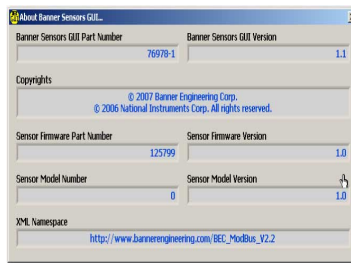 About Banner Sensors GUI...
Banner Sensors GUI Part Number
Banner Sensors GUI Version
76978-1
1.1
Copyrights
© 2007 Banner Engineering Corp.
© 2006 National Instruments Corp. All rights reserved.
Sensor Firmware Part Number
Sensor Firmware Version
125799
1.0
Sensor Model Number
Sensor Model Version
0
1.0
XML Namespace
http://www.bannerengineering.com/BEC_ModBus_V2.2